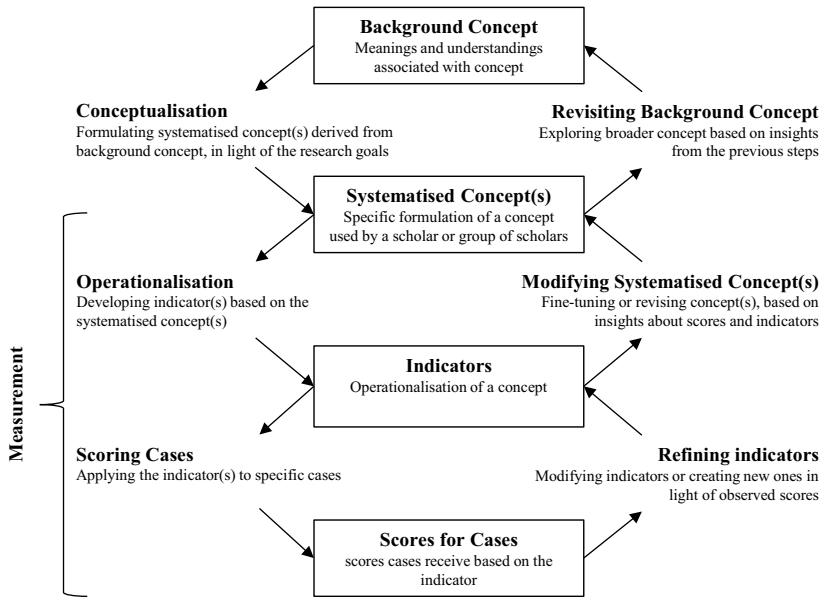 Background Concept
Meanings and understandings
associated with concept
Conceptualisation
Formulating systematised concept(s) derived from
background concept, in light of the research goals
Revisiting Background Concept
Exploring broader concept based on insights
from the previous steps
Systematised Concept(s)
Specific formulation of a concept
used by a scholar or group of scholars
Operationalisation
Developing indicator(s) based on the
systematised concept(s)
Modifying Systematised Concept(s)
Fine-tuning or revising concept(s), based on
insights about scores and indicators
Measurement
Indicators
Operationalisation of a concept
Scoring Cases
Applying the indicator(s) to specific cases
Refining indicators
Modifying indicators or creating new ones in
light of observed scores
Scores for Cases
scores cases receive based on the
indicator